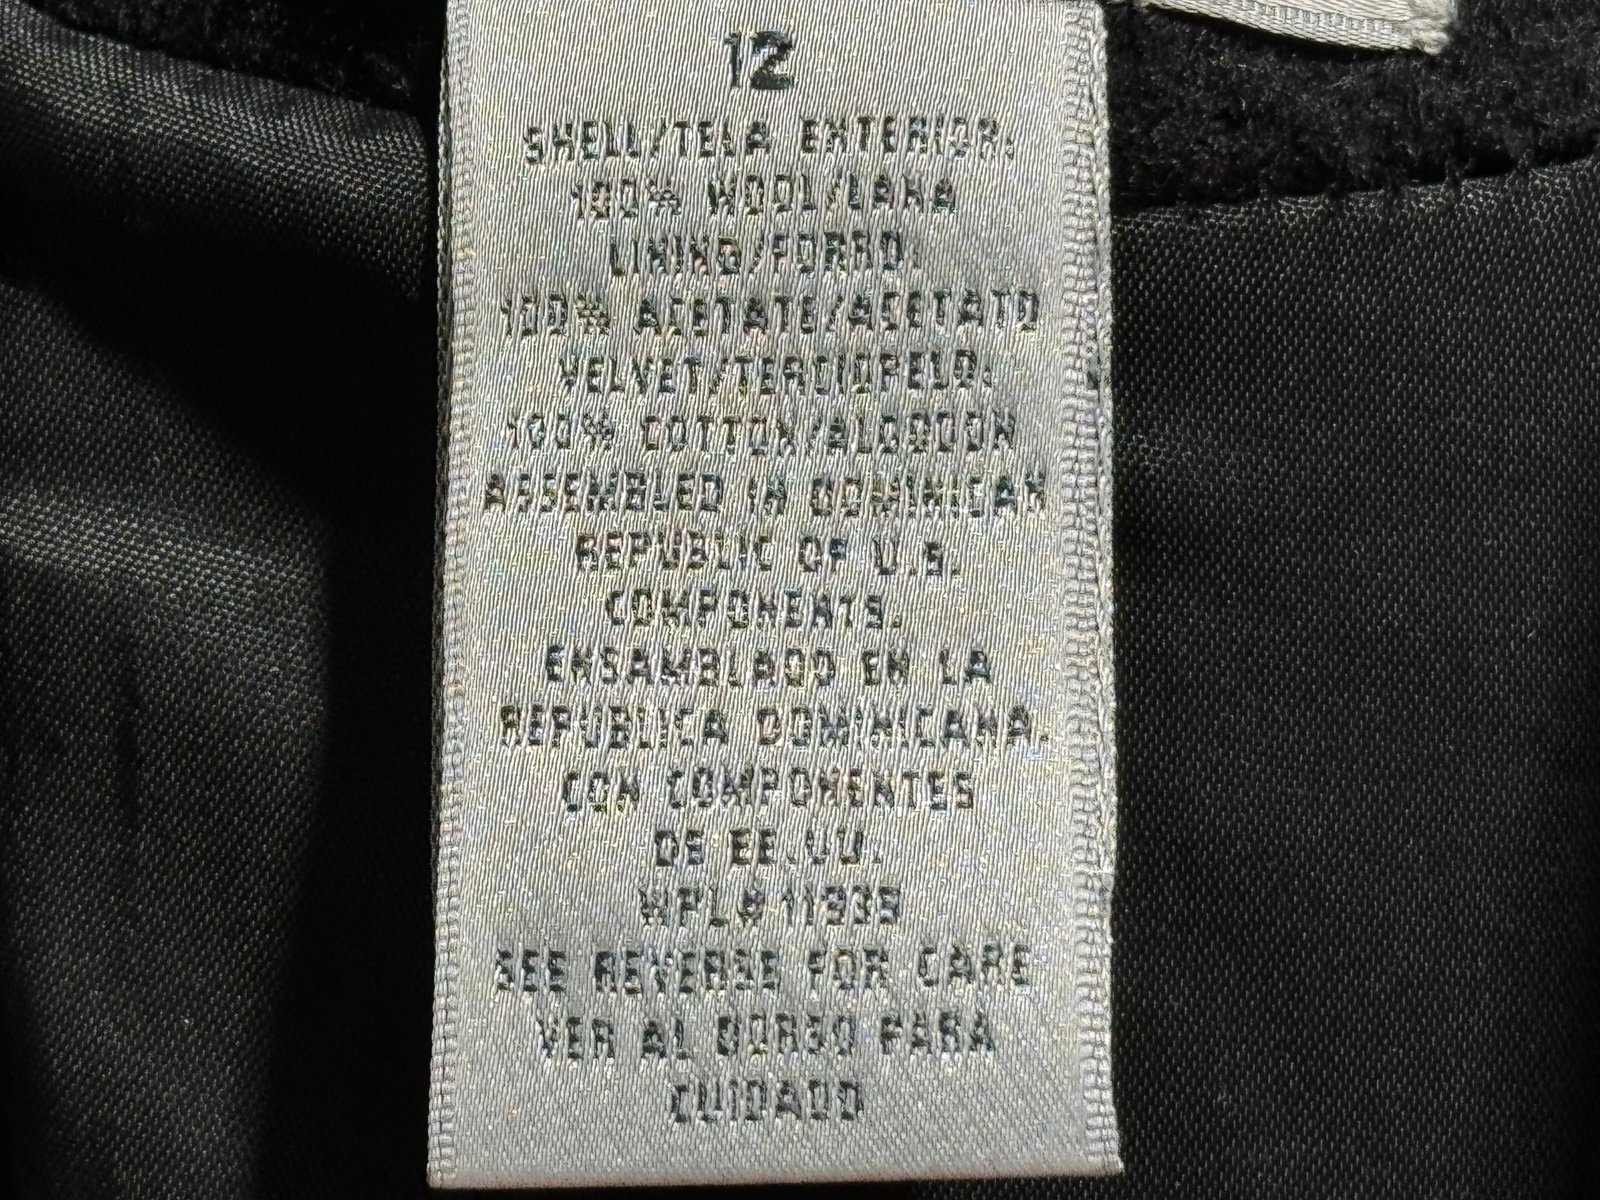 12
SHELL/TELA EXTERIOR:
100% WOOL/LANA
LINING/FORRO:
100% ACETATE/ACETATO
VELVET/TERCIOPELO:
100% COTTON/ALGODON
ASSEMBLED IN DOMINICAN
REPUBLIC OF U.S.
COMPONENTS.
ENSAMBLADO EN LA
REPUBLICA DOMINICANA.
CON COMPONENTES
DE EE.UU.
WPL# 11939
SEE REVERSE FOR CARE
VER AL DORSO PARA
CUIDADO